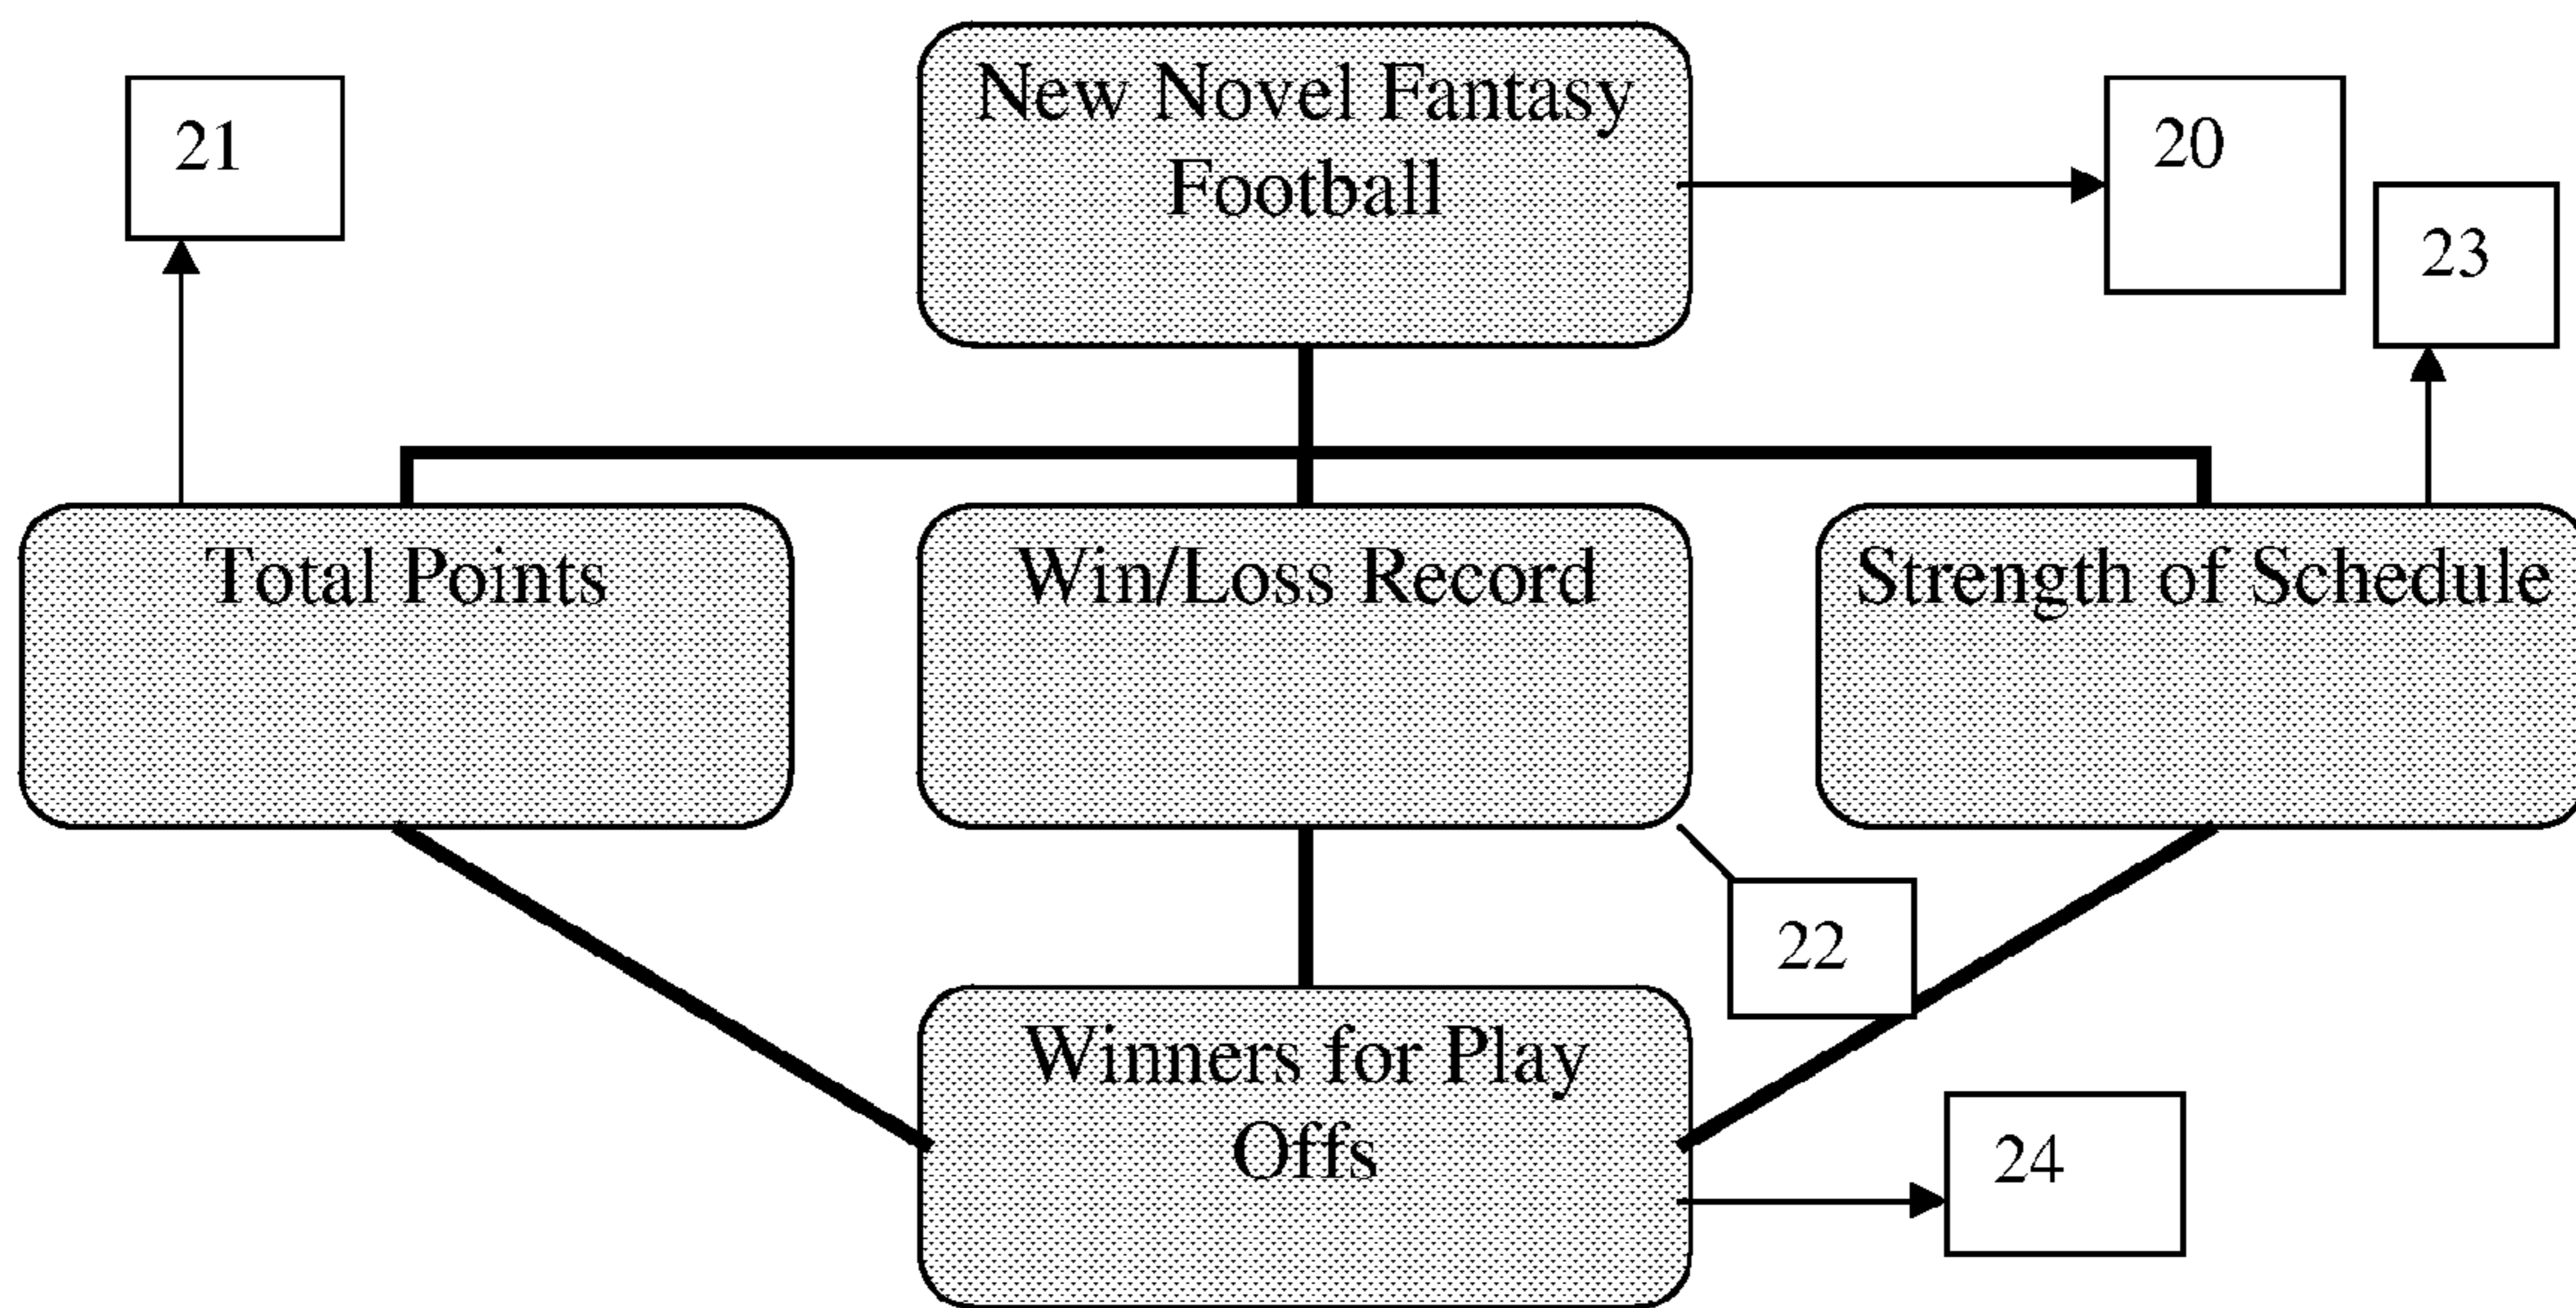 New Novel Fantasy
Football
21
20
23
Total Points
Win/Loss Record
Strength of Schedule
22
Winners for Play
Offs
24